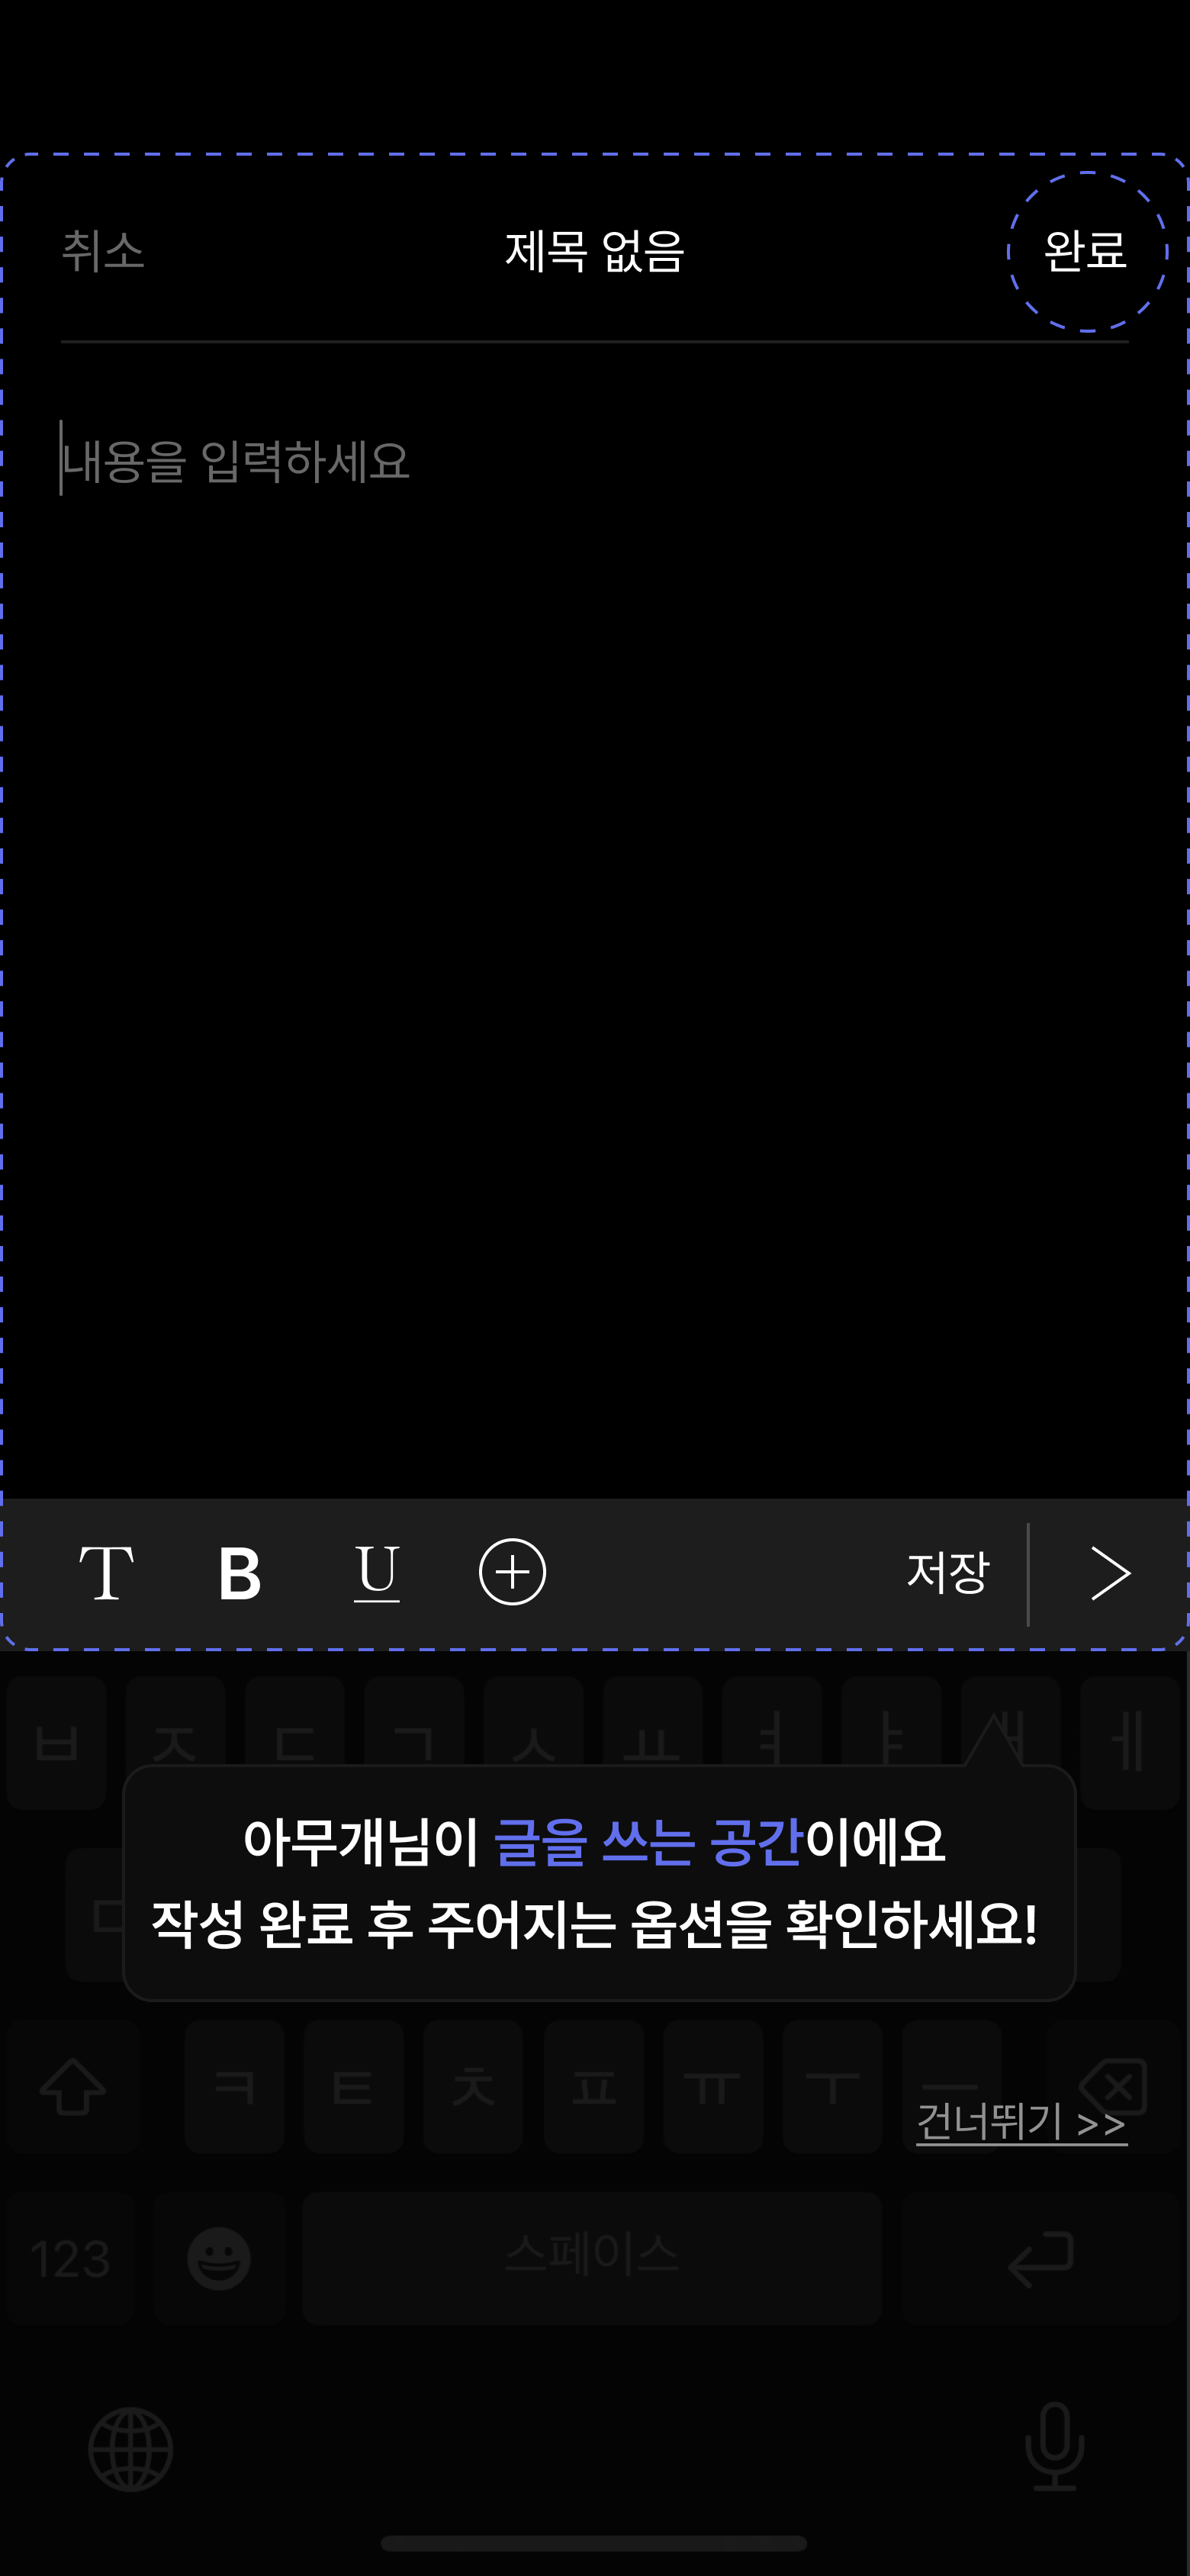 취소 제목 없음 완료
내용을 입력하세요
T B U 저장
ㅂ ㅈ ㄷ ㄱ ㅅ ㅛ ㅕ ㅑ ㅐ ㅔ
아무개님이 글을 쓰는 공간이에요
작성 완료 후 주어지는 옵션을 확인하세요!
ㅋ ㅌ ㅊ ㅍ ㅠ ㅜ ㅡ
건너뛰기 >>
123 스페이스